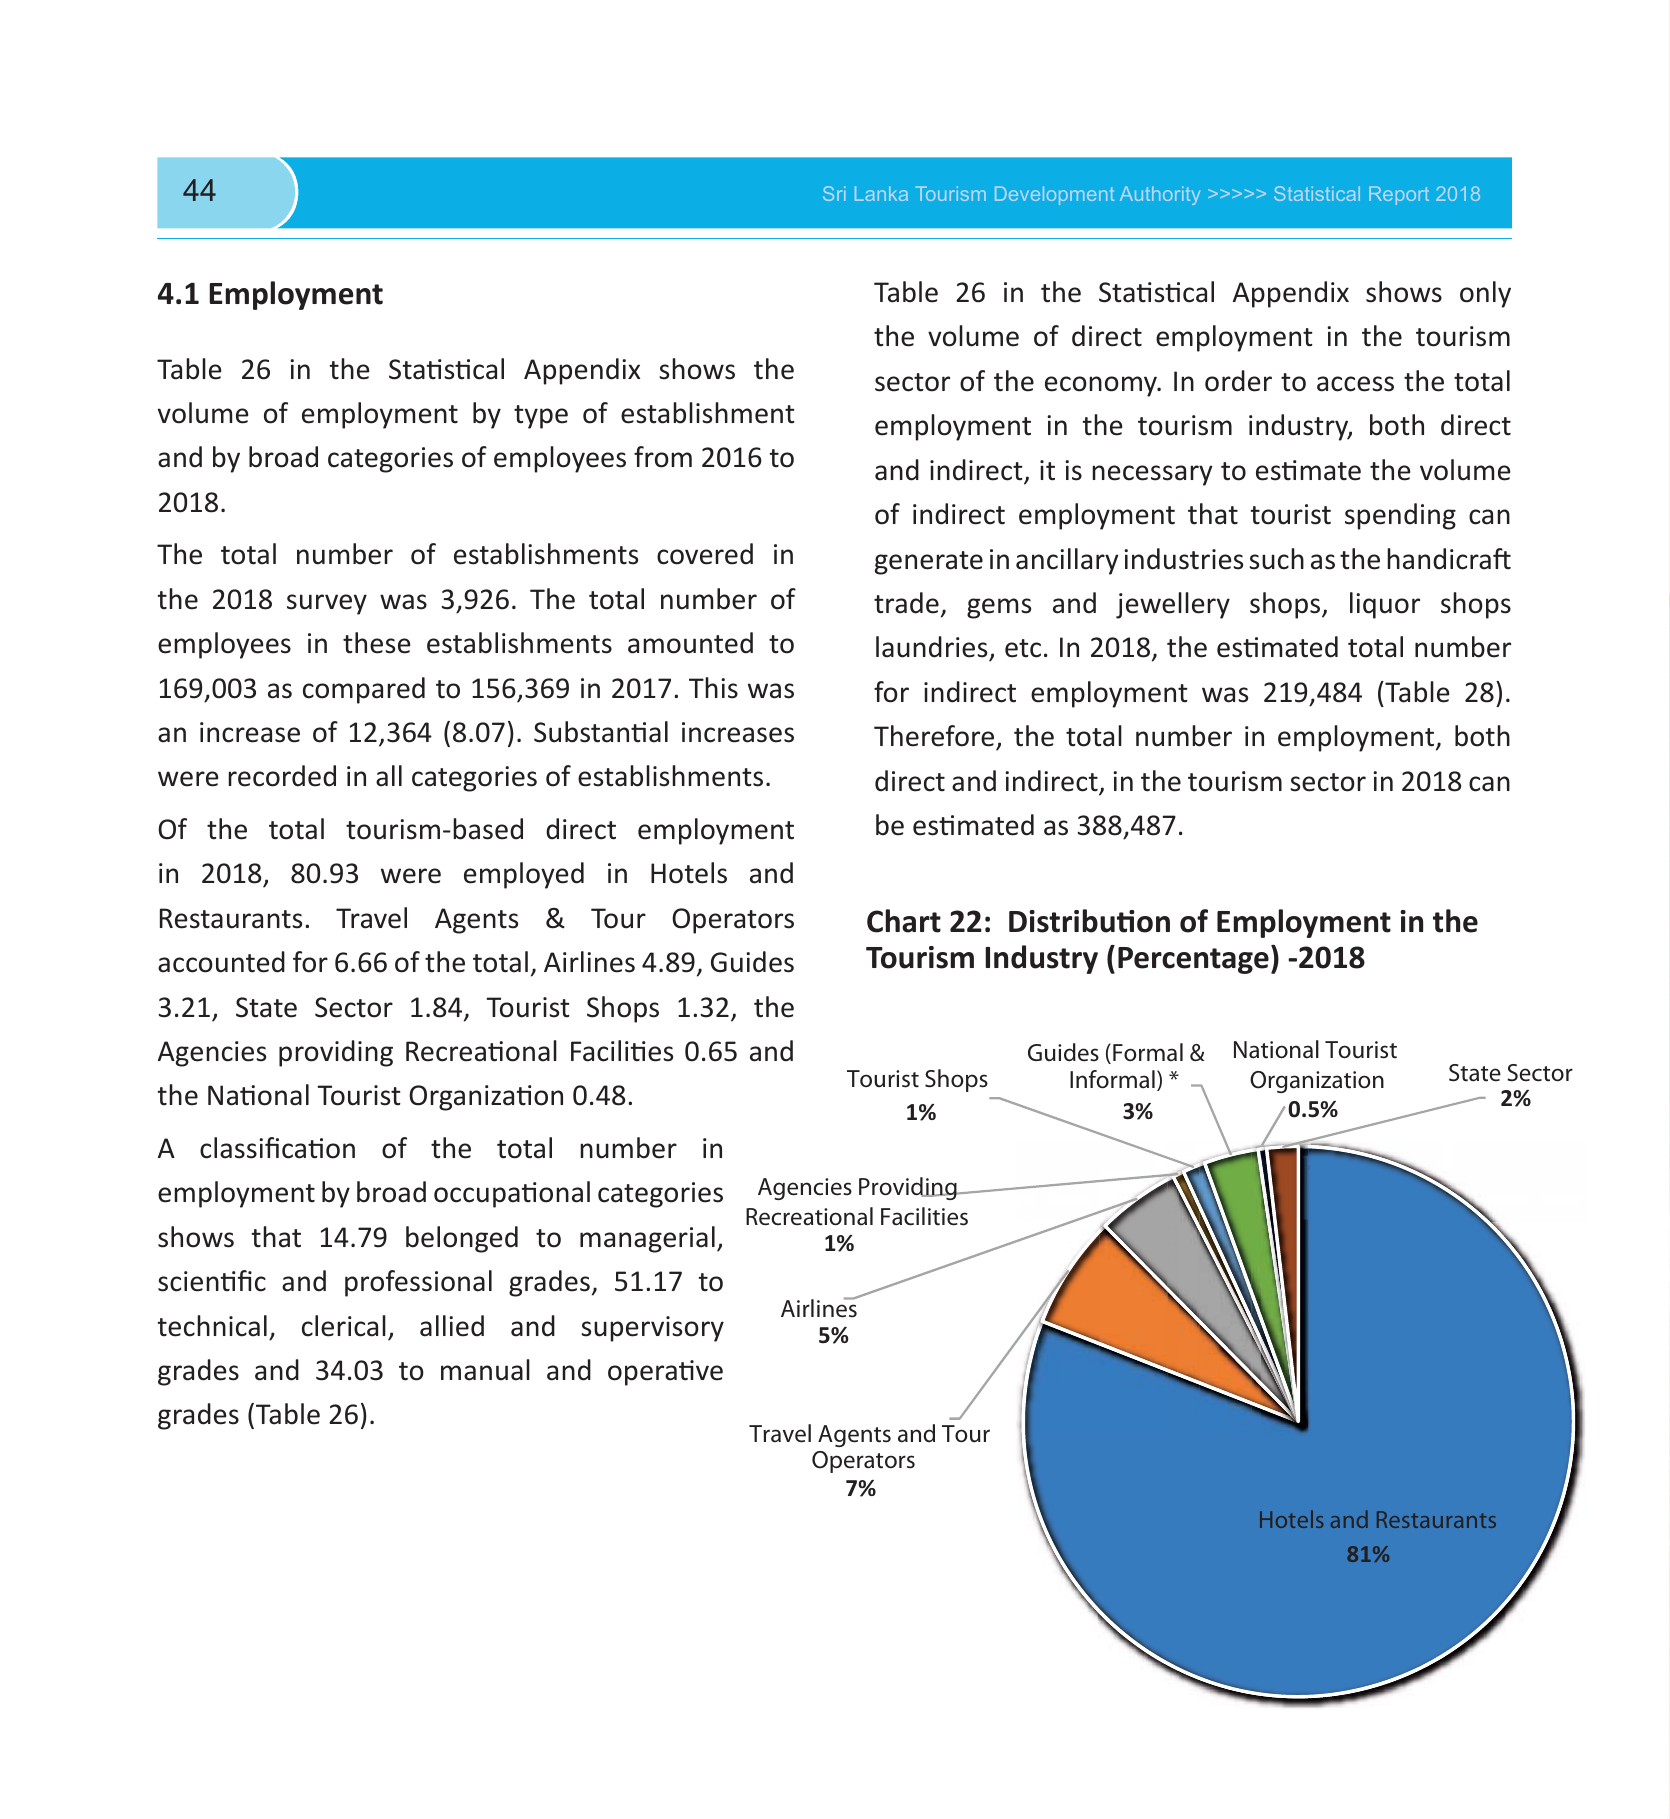 44
Sri Lanka Tourism Development Authority >>>>> Statistical Report 2018
4.1 Employment
Table 26 in the Statistical Appendix shows the
volume of employment by type of establishment
and by broad categories of employees from 2016 to
2018.
The total number of establishments covered in
the 2018 survey was 3,926. The total number of
employees in these establishments amounted to
169,003 as compared to 156,369 in 2017. This was
an increase of 12,364 (8.07). Substantial increases
were recorded in all categories of establishments.
Of the total tourism-based direct employment
in 2018, 80.93 were employed in Hotels and
Restaurants. Travel Agents & Tour Operators
accounted for 6.66 of the total, Airlines 4.89, Guides
3.21, State Sector 1.84, Tourist Shops 1.32, the
Agencies providing Recreational Facilities 0.65 and
the National Tourist Organization 0.48.
A classification of the total number in
employment by broad occupational categories
shows that 14.79 belonged to managerial,
scientific and professional grades, 51.17 to
technical, clerical, allied and supervisory
grades and 34.03 to manual and operative
grades (Table 26).
Table 26 in the Statistical Appendix shows only
the volume of direct employment in the tourism
sector of the economy. In order to access the total
employment in the tourism industry, both direct
and indirect, it is necessary to estimate the volume
of indirect employment that tourist spending can
generate in ancillary industries such as the handicraft
trade, gems and jewellery shops, liquor shops
laundries, etc. In 2018, the estimated total number
for indirect employment was 219,484 (Table 28).
Therefore, the total number in employment, both
direct and indirect, in the tourism sector in 2018 can
be estimated as 388,487.
Chart 22: Distribution of Employment in the
Tourism Industry (Percentage) -2018
Tourist Shops
1%
Guides (Formal &
Informal) *
3%
National Tourist
Organization
0.5%
State Sector
2%
Agencies Providing
Recreational Facilities
1%
Airlines
5%
Travel Agents and Tour
Operators
7%
Hotels and Restaurants
81%